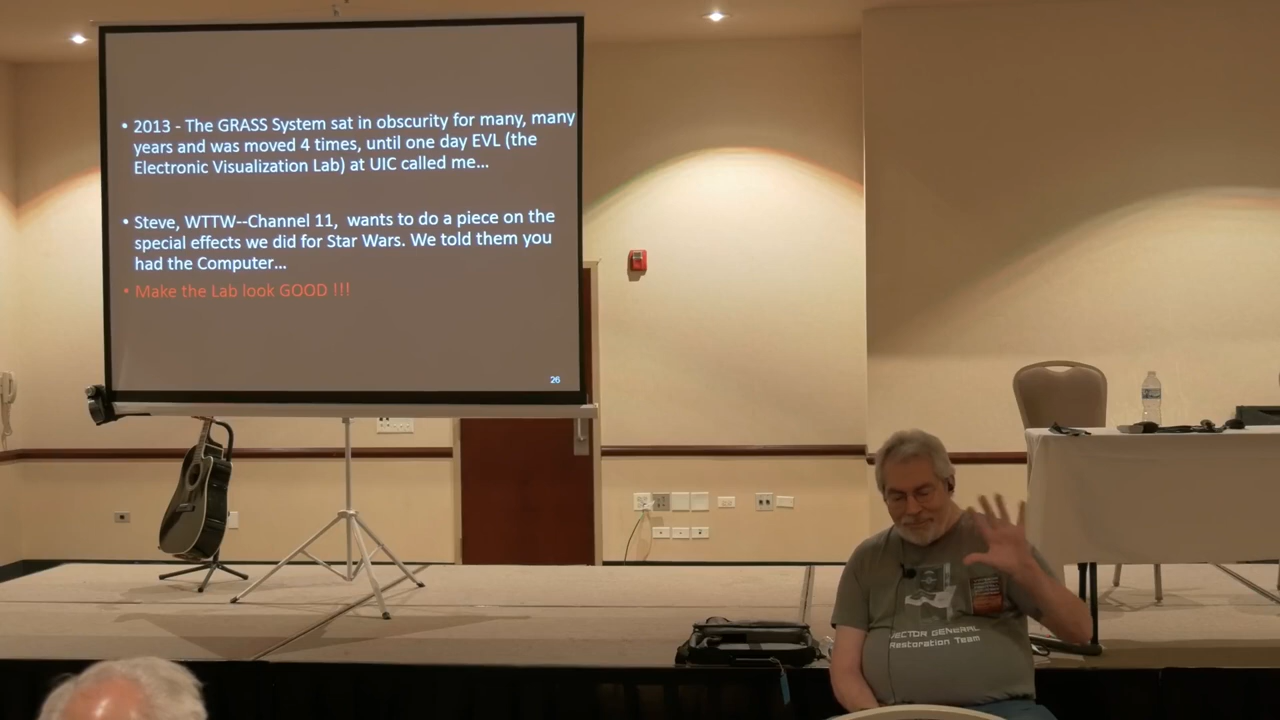 • 2013 - The GRASS System sat in obscurity for many, many
years and was moved 4 times, until one day EVL (the
Electronic Visualization Lab) at UIC called me...
• Steve, WTTW--Channel 11, wants to do a piece on the
special effects we did for Star Wars. We told them you
had the Computer...
• Make the Lab look GOOD !!!
26
VECTOR GENERAL
Restoration Team